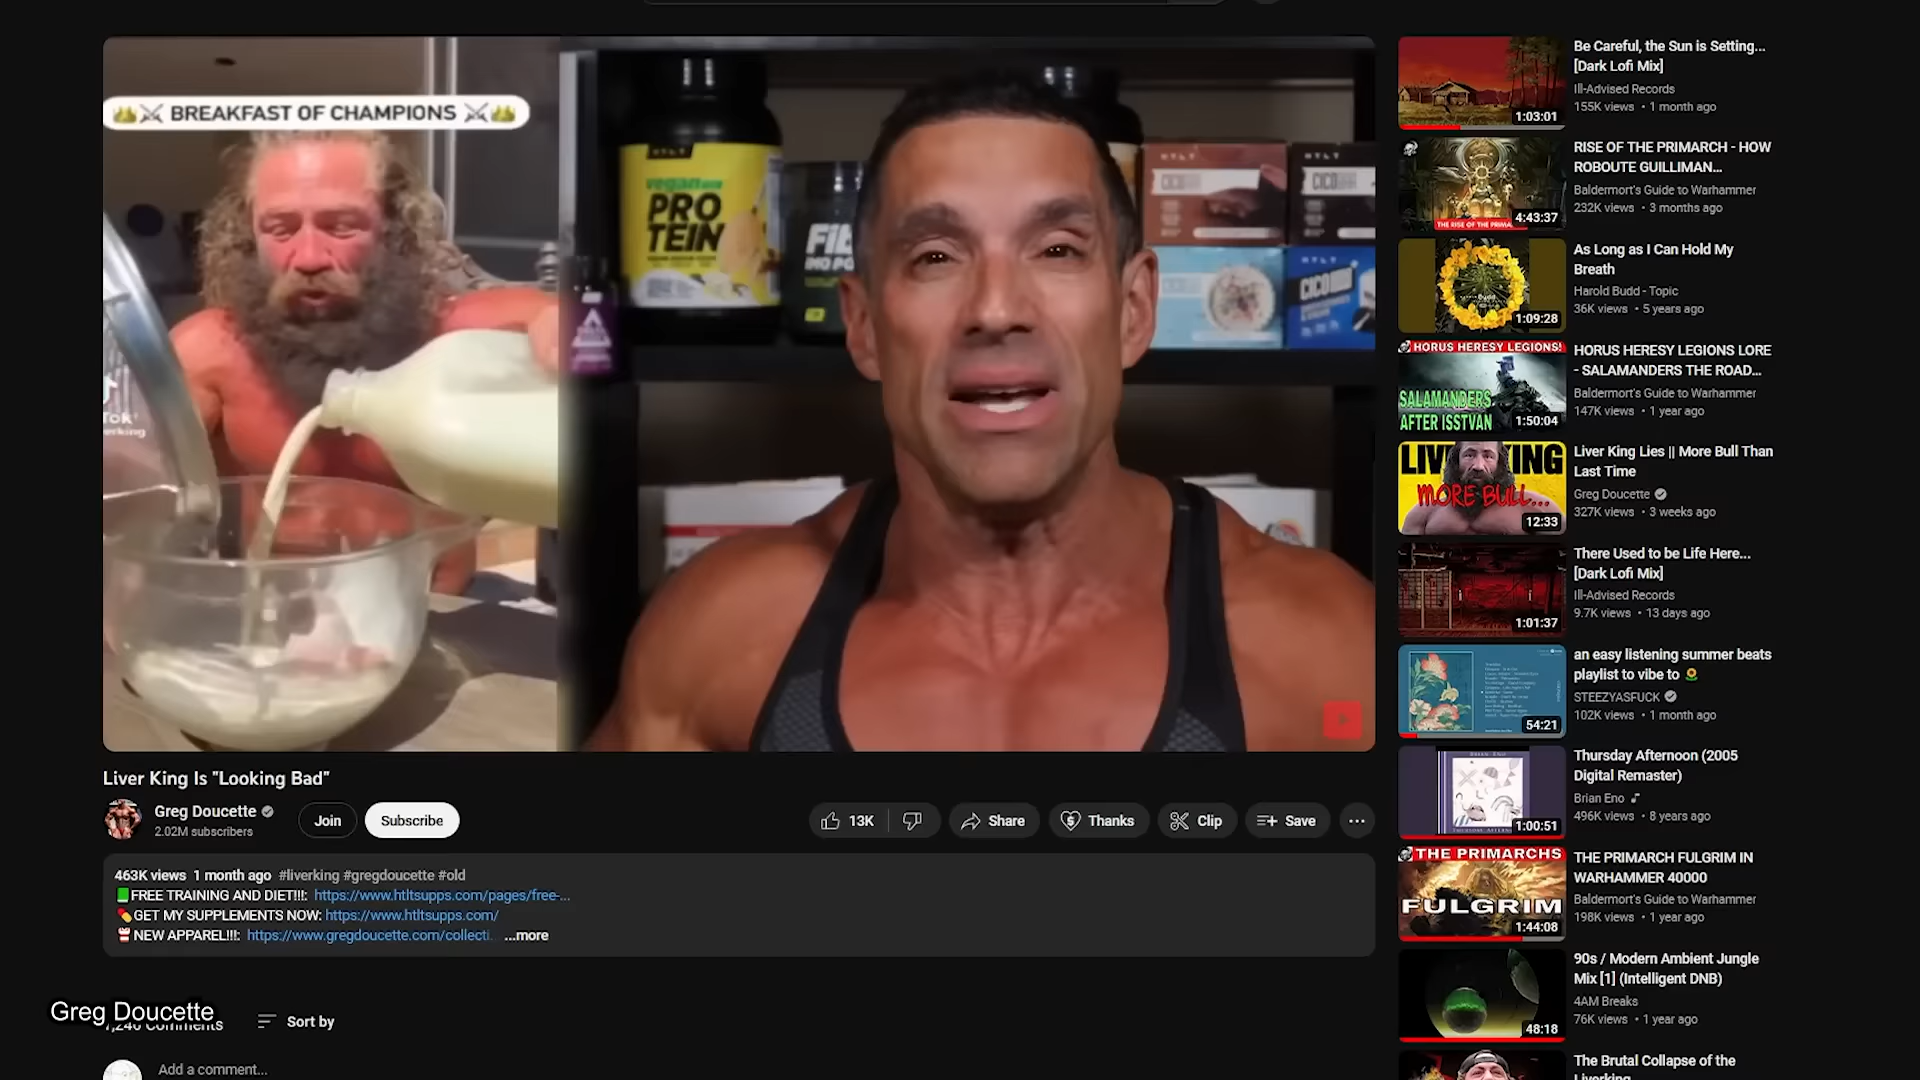 BREAKFAST OF CHAMPIONS
vegan
PRO
TEIN
Liver King Is "Looking Bad"
Greg Doucette
2.02M subscribers
Join
Subscribe
13K
Share
Thanks
Clip
Save
463K views 1 month ago #liverking #gregdoucette #old
FREE TRAINING AND DIET!!!: https://www.htltsupps.com/pages/free-...
GET MY SUPPLEMENTS NOW: https://www.htltsupps.com/
NEW APPAREL!!!: https://www.gregdoucette.com/collecti. ...more
Greg Doucette
Sort by
Add a comment...
Be Careful, the Sun is Setting...
[Dark Lofi Mix]
Ill-Advised Records
155K views • 1 month ago
1:03:01
RISE OF THE PRIMARCH - HOW
ROBOUTE GUILLIMAN...
Baldermort's Guide to Warhammer
232K views • 3 months ago
4:43:37
As Long as I Can Hold My
Breath
Harold Budd - Topic
36K views • 5 years ago
1:09:28
HORUS HERESY LEGIONS!
SALAMANDERS
AFTER ISSTVAN
1:50:04
HORUS HERESY LEGIONS LORE
- SALAMANDERS THE ROAD...
Baldermort's Guide to Warhammer
147K views • 1 year ago
MORE BULL...
12:33
Liver King Lies || More Bull Than
Last Time
Greg Doucette
327K views • 3 weeks ago
There Used to be Life Here...
[Dark Lofi Mix]
Ill-Advised Records
9.7K views • 13 days ago
1:01:37
an easy listening summer beats
playlist to vibe to
STEEZYASFUCK
102K views • 1 month ago
54:21
Thursday Afternoon (2005
Digital Remaster)
Brian Eno
496K views • 8 years ago
1:00:51
THE PRIMARCHS
FULGRIM
1:44:08
THE PRIMARCH FULGRIM IN
WARHAMMER 40000
Baldermort's Guide to Warhammer
198K views • 1 year ago
90s / Modern Ambient Jungle
Mix [1] (Intelligent DNB)
4AM Breaks
76K views • 1 year ago
48:18
The Brutal Collapse of the